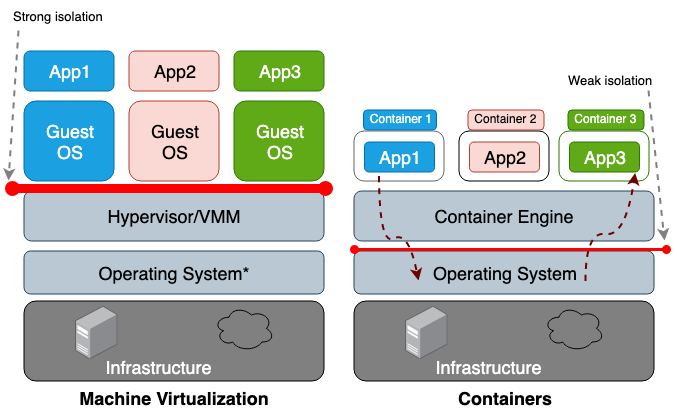 Strong isolation
App1
App2
App3
Guest
OS
Guest
OS
Guest
OS
Hypervisor/VMM
Operating System*
Infrastructure
Machine Virtualization
Weak isolation
Container 1
Container 2
Container 3
App1
App2
App3
Container Engine
Operating System
Infrastructure
Containers